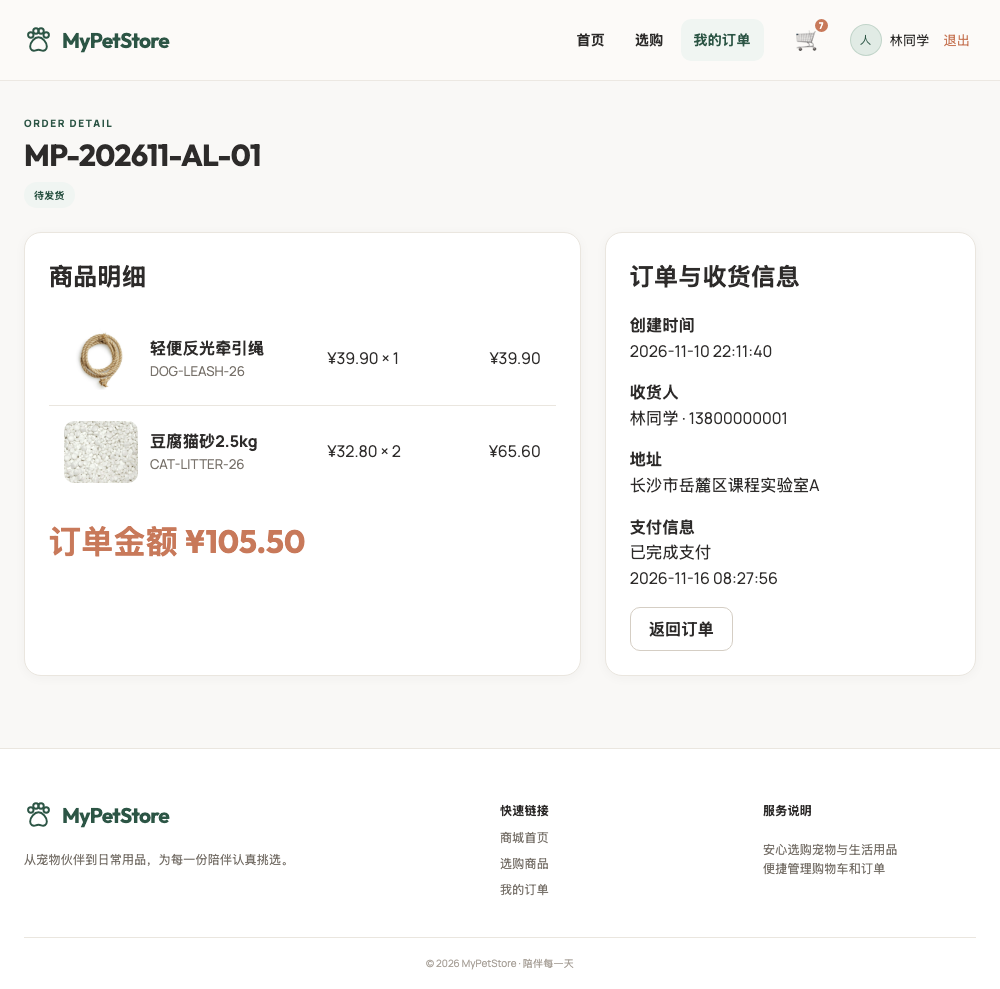 MyPetStore
首页
选购
我的订单
7
人
林同学
退出
ORDER DETAIL
MP-202611-AL-01
待发货
商品明细
轻便反光牵引绳
DOG-LEASH-26
¥39.90 × 1
¥39.90
豆腐猫砂2.5kg
CAT-LITTER-26
¥32.80 × 2
¥65.60
订单金额 ¥105.50
订单与收货信息
创建时间
2026-11-10 22:11:40
收货人
林同学 · 13800000001
地址
长沙市岳麓区课程实验室A
支付信息
已完成支付
2026-11-16 08:27:56
返回订单
MyPetStore
从宠物伙伴到日常用品，为每一份陪伴认真挑选。
快速链接
商城首页
选购商品
我的订单
服务说明
安心选购宠物与生活用品
便捷管理购物车和订单
© 2026 MyPetStore · 陪伴每一天